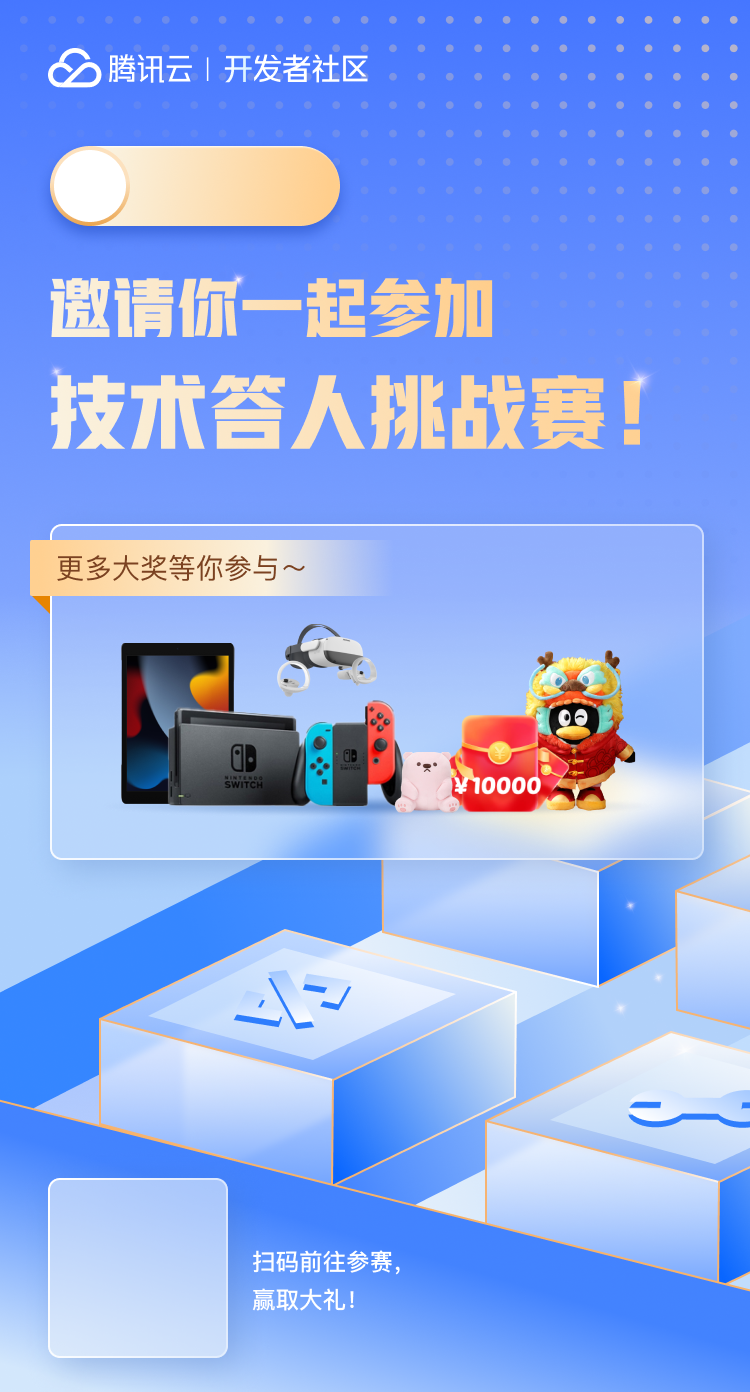 腾讯云 | 开发者社区
邀请你一起参加
技术答人挑战赛！
更多大奖等你参与～
NINTENDO
SWITCH
SWITCH
¥
¥10000
扫码前往参赛，
赢取大礼！